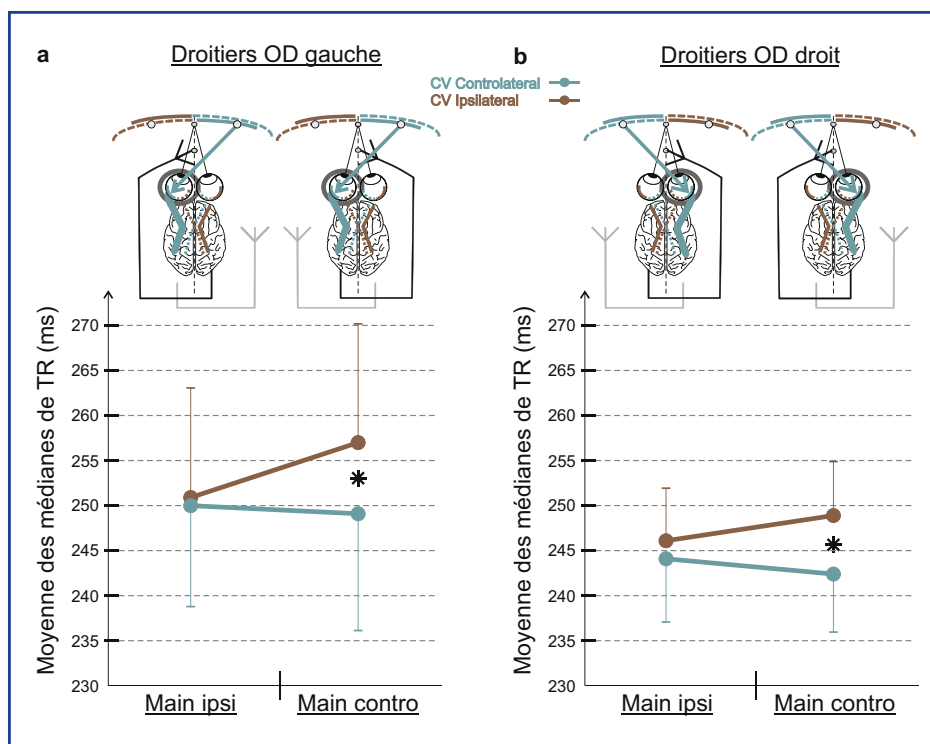 a
Droitiers OD gauche
b
Droitiers OD droit
CV Controlateral
CV Ipsilateral
Moyenne des médianes de TR (ms)
270
265
260
255
250
245
240
235
230
*
Main ipsi
Main contro
Moyenne des médianes de TR (ms)
270
265
260
255
250
245
240
235
230
*
Main ipsi
Main contro